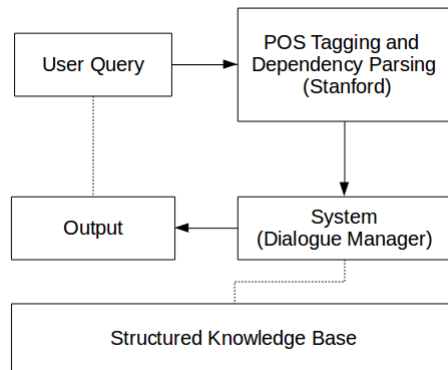 User Query
POS Tagging and
Dependency Parsing
(Stanford)
Output
System
(Dialogue Manager)
Structured Knowledge Base